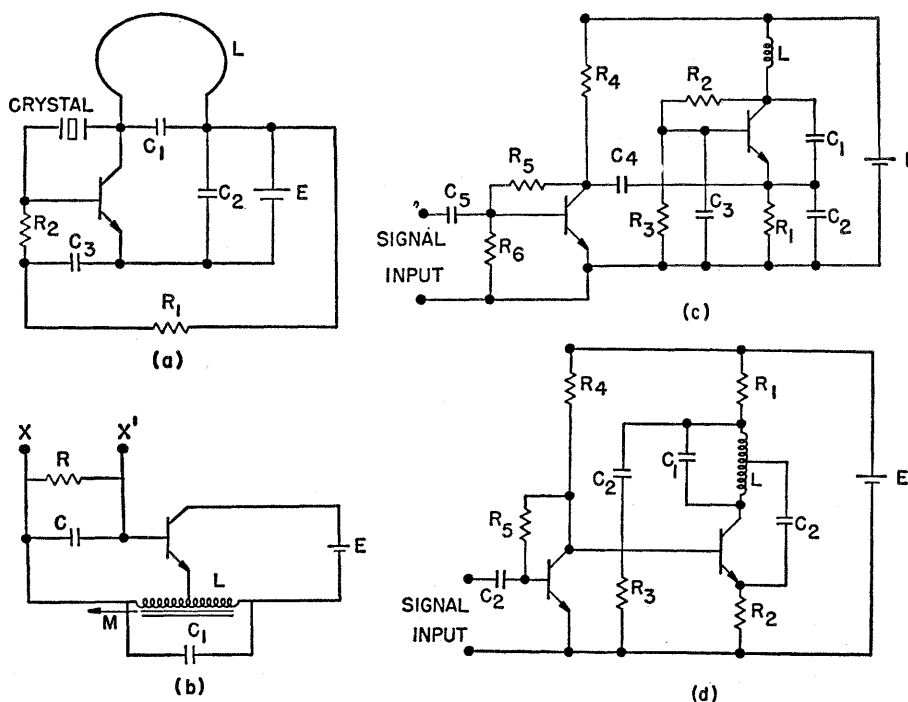 L
CRYSTAL
C1
R2
C2
E
C3
R1
(a)
X
X'
R
C
E
L
M
C1
(b)
R4
L
R2
R5
C4
C1
C5
SIGNAL
INPUT
R6
R3
C3
R1
C2
(c)
R4
R1
C2
C1
L
E
R5
C2
C2
R3
R2
SIGNAL
INPUT
(d)